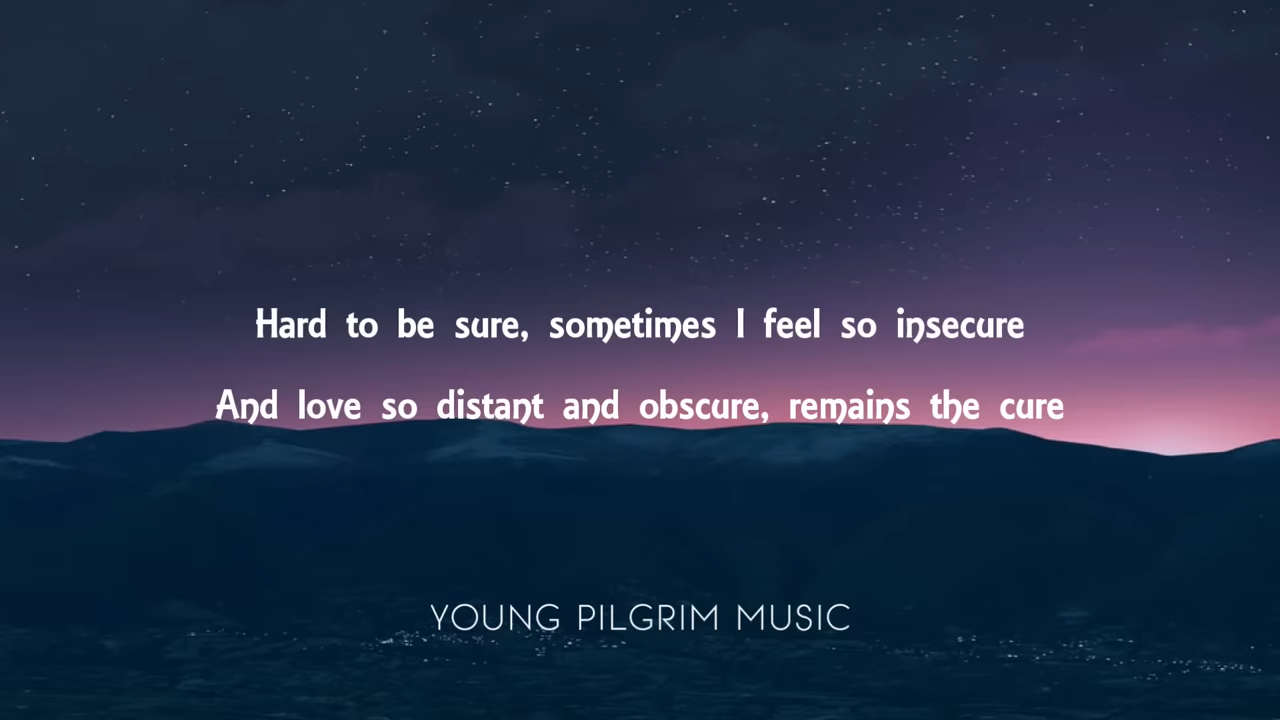 Hard to be sure, sometimes I feel so insecure
And love so distant and obscure, remains the cure
YOUNG PILGRIM MUSIC